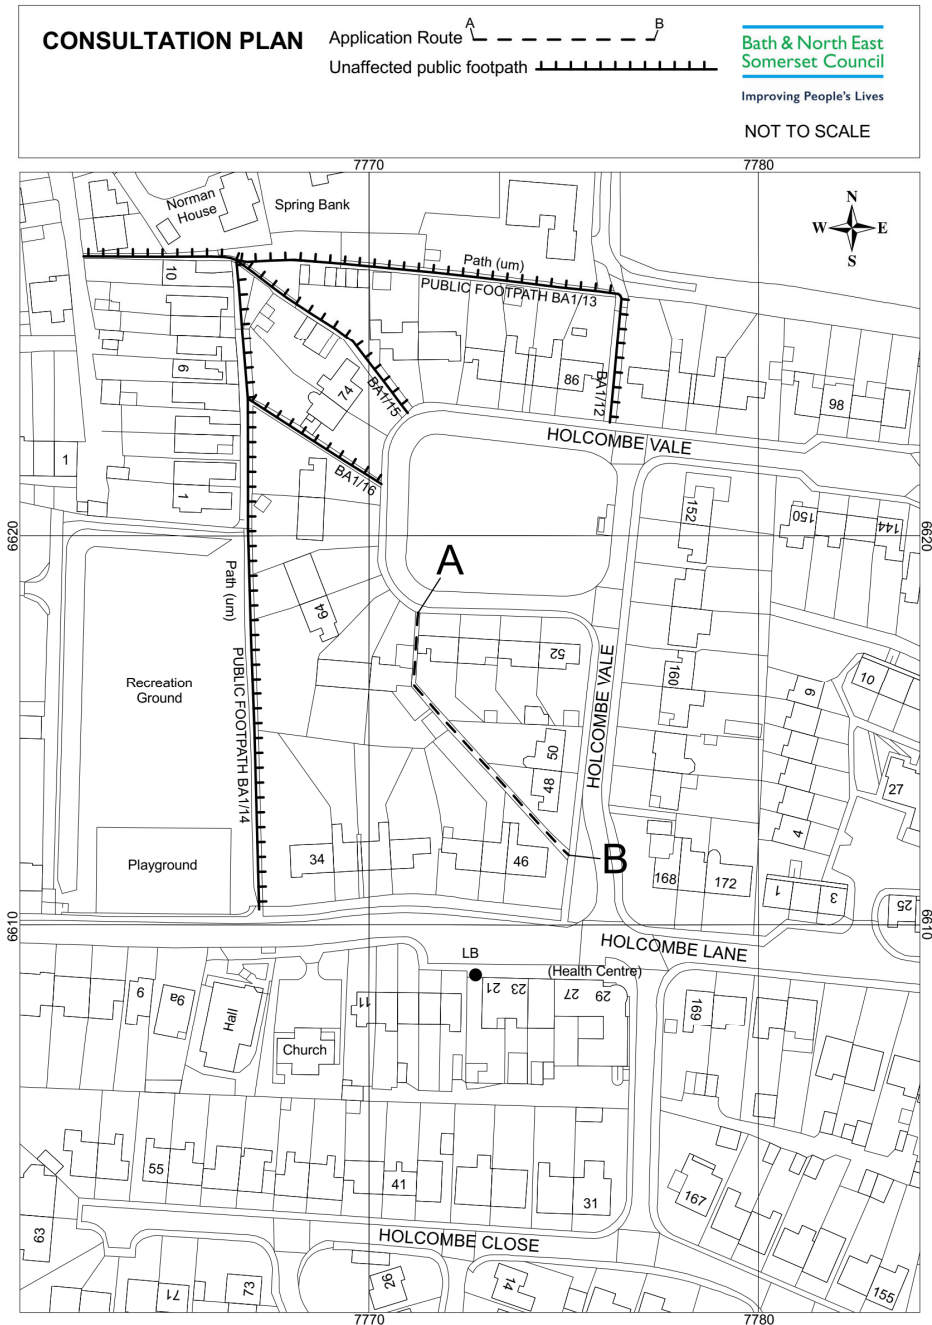 CONSULTATION PLAN
Application Route
A
B
Unaffected public footpath
Bath & North East
Somerset Council
Improving People's Lives
NOT TO SCALE
7770
7780
Norman
House
Spring Bank
N
W
E
S
Path (um)
PUBLIC FOOTPATH BA1/13
10
6
74
BA1/15
86
BA1/12
98
HOLCOMBE VALE
1
1
BA1/16
152
150
144
6620
6620
A
Path (um)
64
52
HOLCOMBE VALE
160
9
10
Recreation
Ground
PUBLIC FOOTPATH BA1/14
50
48
27
4
Playground
34
46
B
168
172
1
3
25
6610
6610
HOLCOMBE LANE
LB
(Health Centre)
21
23
27
29
9
9a
Hall
11
169
Church
55
41
31
167
63
HOLCOMBE CLOSE
71
73
26
14
155
7770
7780